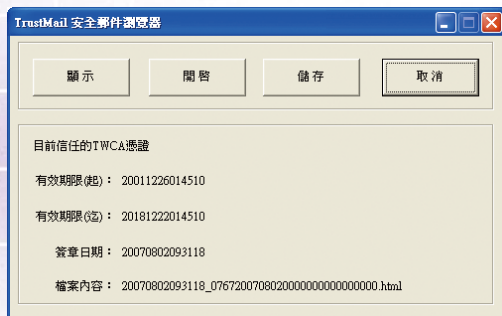 TrustMail 安全郵件瀏覽器
顯示 開啓 儲存 取消
目前信任的TWCA憑證
有效期限(起)： 20011226014510
有效期限(迄)： 20181222014510
簽章日期： 20070802093118
檔案內容： 20070802093118_0767200708020000000000000000.html